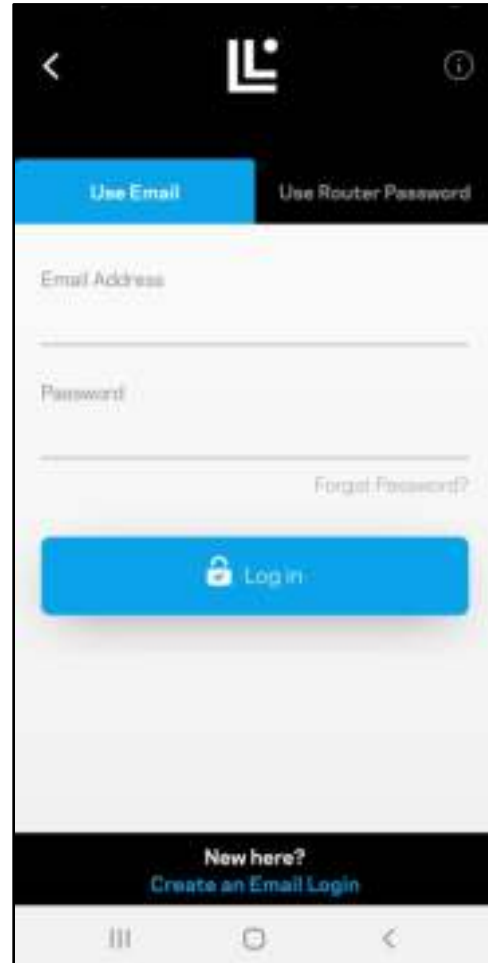 Use Email
Use Router Password
Email Address
Password
Forgot Password?
Log in
New here?
Create an Email Login